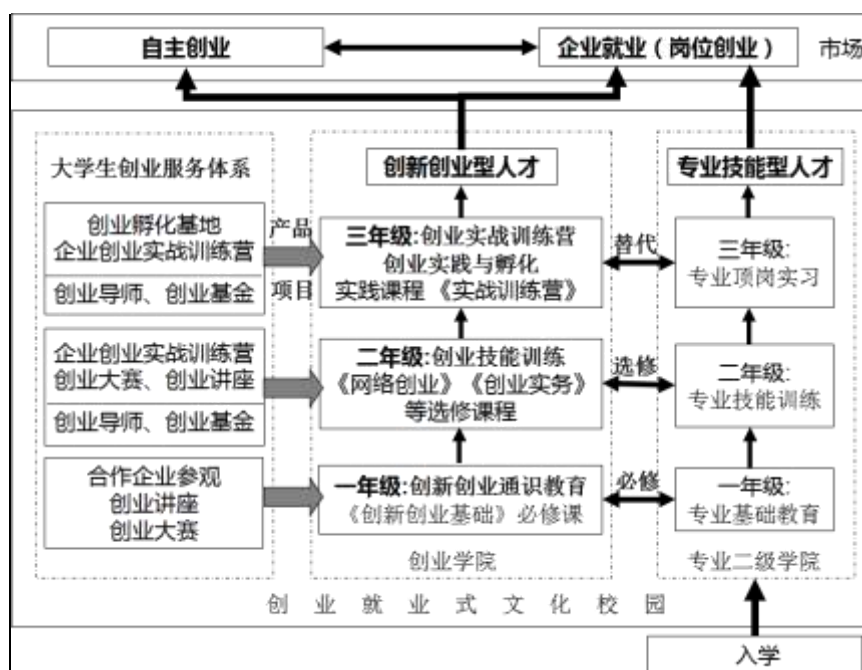 自主创业
企业就业（岗位创业）
市场
大学生创业服务体系
创新创业型人才
专业技能型人才
创业孵化基地
企业创业实战训练营
创业导师、创业基金
产品
项目
三年级:创业实战训练营
创业实践与孵化
实践课程《实战训练营》
替代
三年级:
专业顶岗实习
企业创业实战训练营
创业大赛、创业讲座
创业导师、创业基金
二年级:创业技能训练
《网络创业》《创业实务》
等选修课程
选修
二年级:
专业技能训练
合作企业参观
创业讲座
创业大赛
一年级:创新创业通识教育
《创新创业基础》必修课
必修
一年级:
专业基础教育
创业学院
专业二级学院
创业就业式文化校园
入学